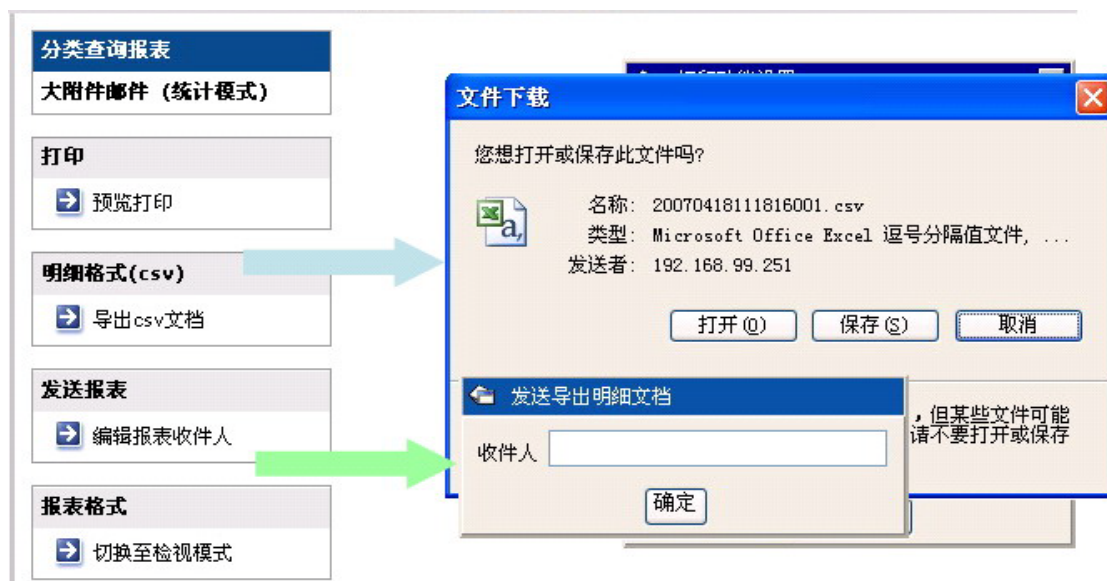 分类查询报表
大附件邮件 (统计模式)
打印
预览打印
明细格式(csv)
导出csv文档
发送报表
编辑报表收件人
报表格式
切换至检视模式
文件下载
您想打开或保存此文件吗?
名称: 20070418111816001.csv
类型: Microsoft Office Excel 逗号分隔值文件, ...
发送者: 192.168.99.251
打开(O)
保存(S)
取消
,但某些文件可能
请不要打开或保存
发送导出明细文档
收件人
确定